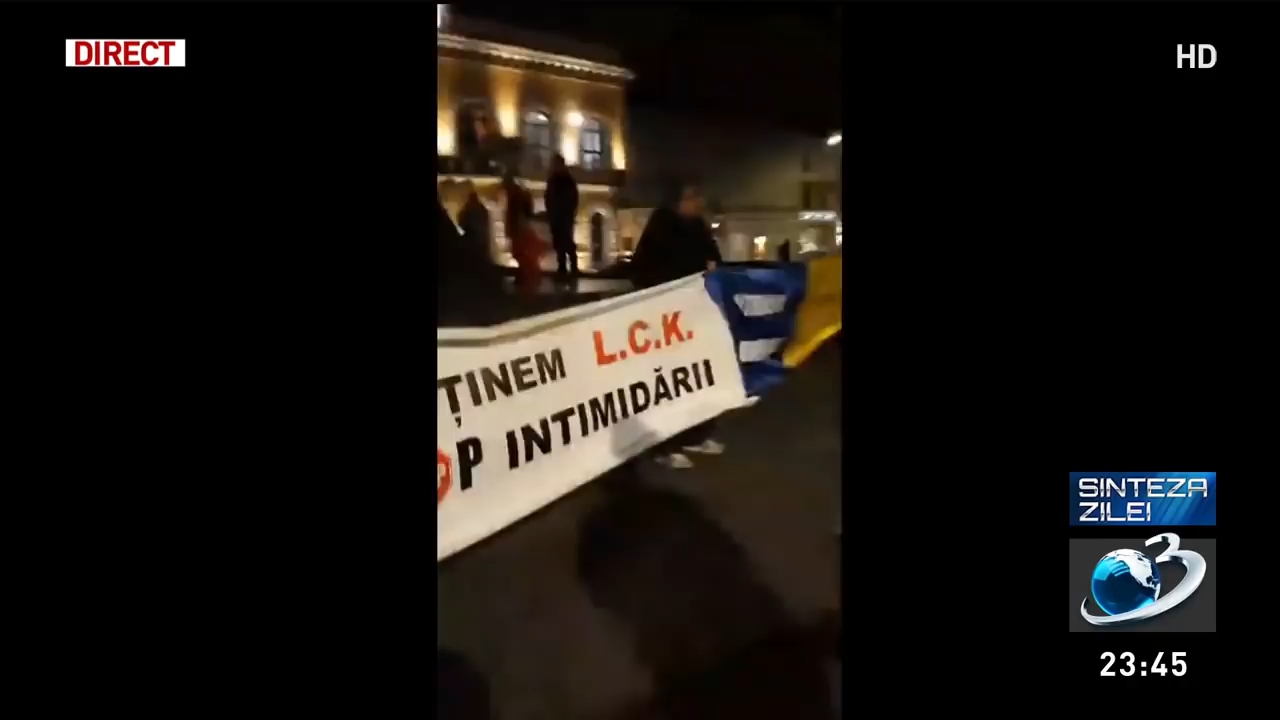 DIRECT
HD
ȚINEM L.C.K.
P INTIMIDĂRII
SINTEZA
ZILEI
3
23:45